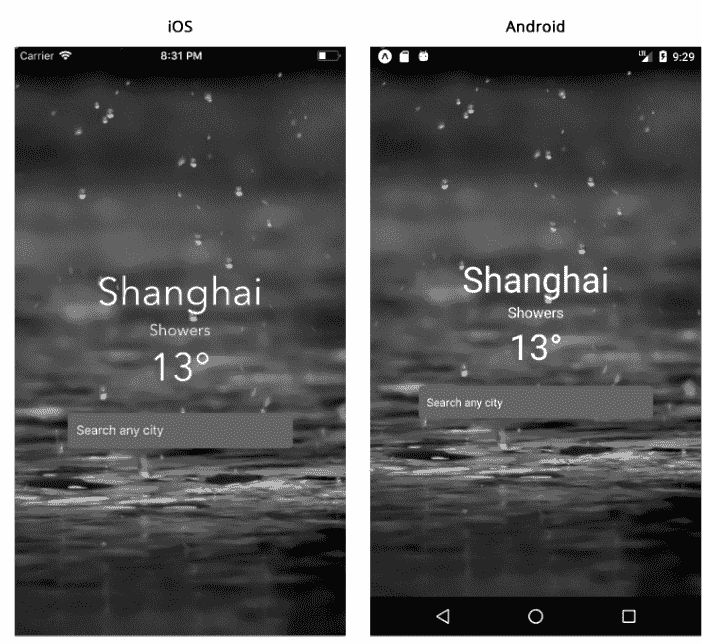 iOS
Carrier 8:31 PM
Shanghai
Showers
13°
Search any city
Android
LTE 9:29
Shanghai
Showers
13°
Search any city